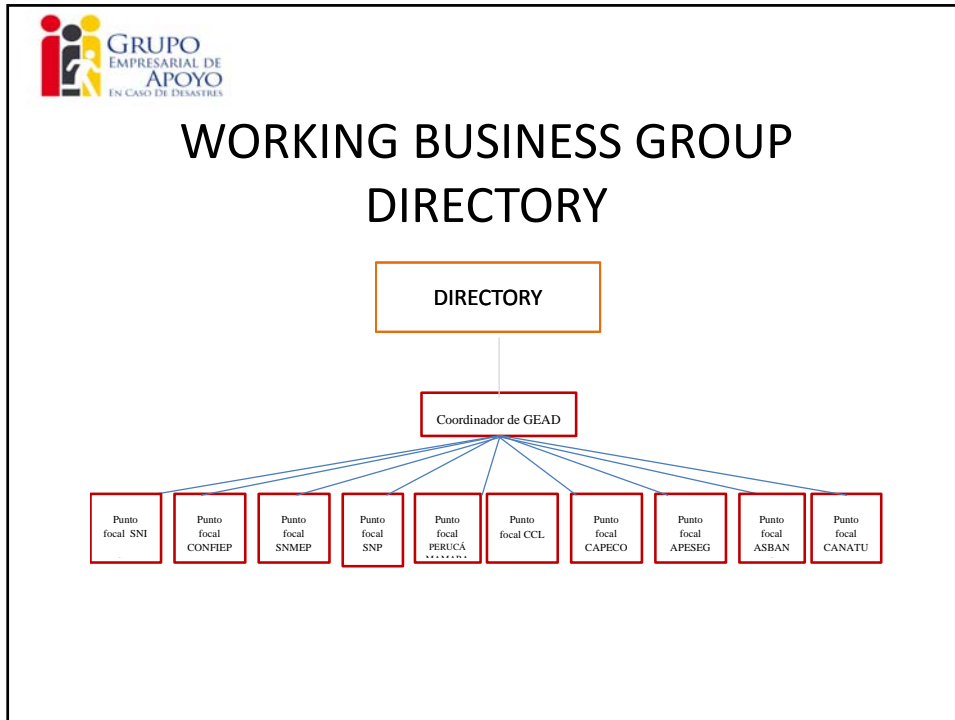 GRUPO
EMPRESARIAL DE
APOYO
EN CASO DE DESASTRES
WORKING BUSINESS GROUP
DIRECTORY
DIRECTORY
Coordinador de GEAD
Punto
focal SNI
Punto
focal
CONFIEP
Punto
focal
SNMEP
Punto
focal
SNP
Punto
focal
PERUCÁ
Punto
focal CCL
Punto
focal
CAPECO
Punto
focal
APESEG
Punto
focal
ASBAN
Punto
focal
CANATU